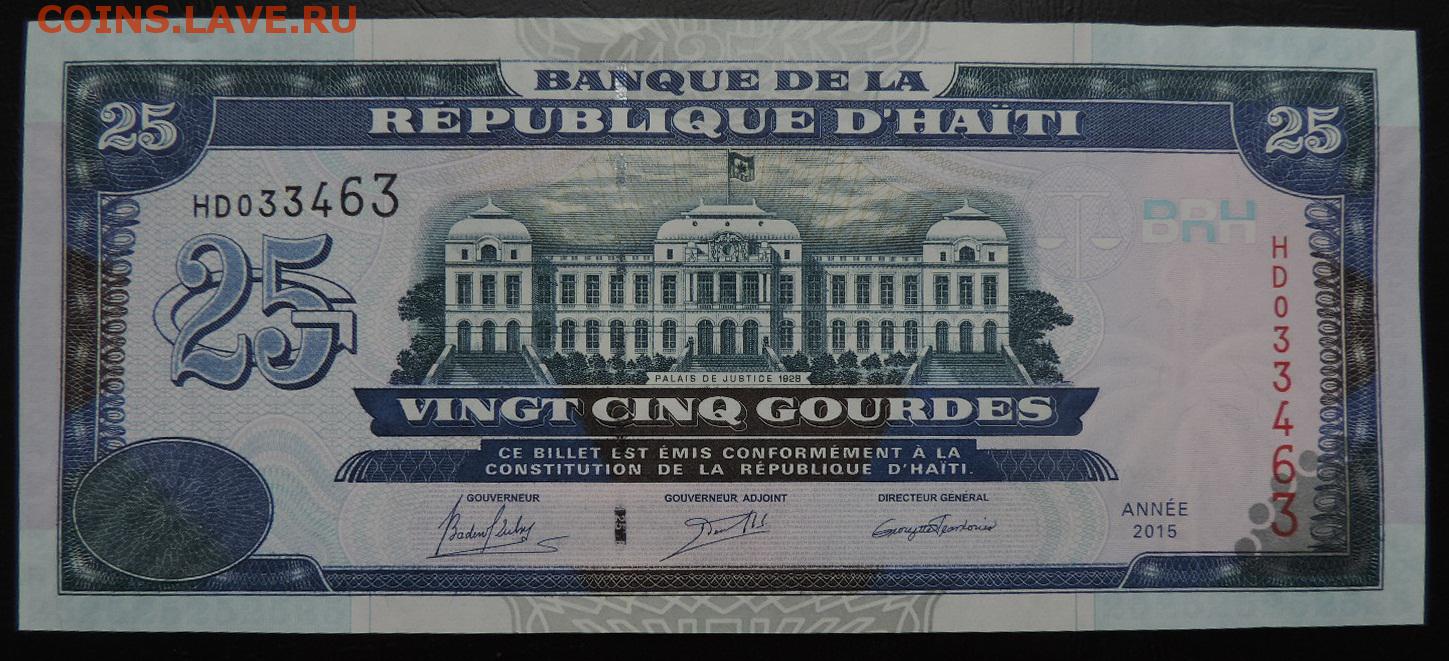 COINS.LAVE.RU
BANQUE DE LA
25 RÉPUBLIQUE D'HAÏTI 25
HD033463
BRH
25
HD033463
PALAIS DE JUSTICE 1928
VINGT CINQ GOURDES
CE BILLET EST ÉMIS CONFORMÉMENT À LA
CONSTITUTION DE LA RÉPUBLIQUE D'HAÏTI.
GOUVERNEUR GOUVERNEUR ADJOINT DIRECTEUR GÉNÉRAL
25
ANNÉE
2015